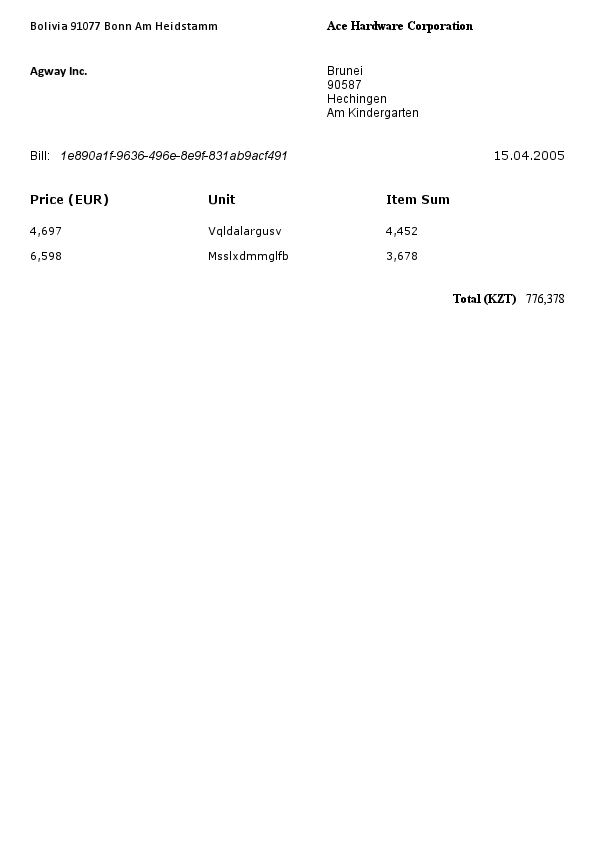 Bolivia 91077 Bonn Am Heidstamm
Ace Hardware Corporation
Agway Inc.
Brunei
90587
Hechingen
Am Kindergarten
Bill: 1e890a1f-9636-496e-8e9f-831ab9acf491 15.04.2005
Price (EUR) Unit Item Sum
4,697 Vqldalargusv 4,452
6,598 Msslxdmmglfb 3,678
Total (KZT) 776,378